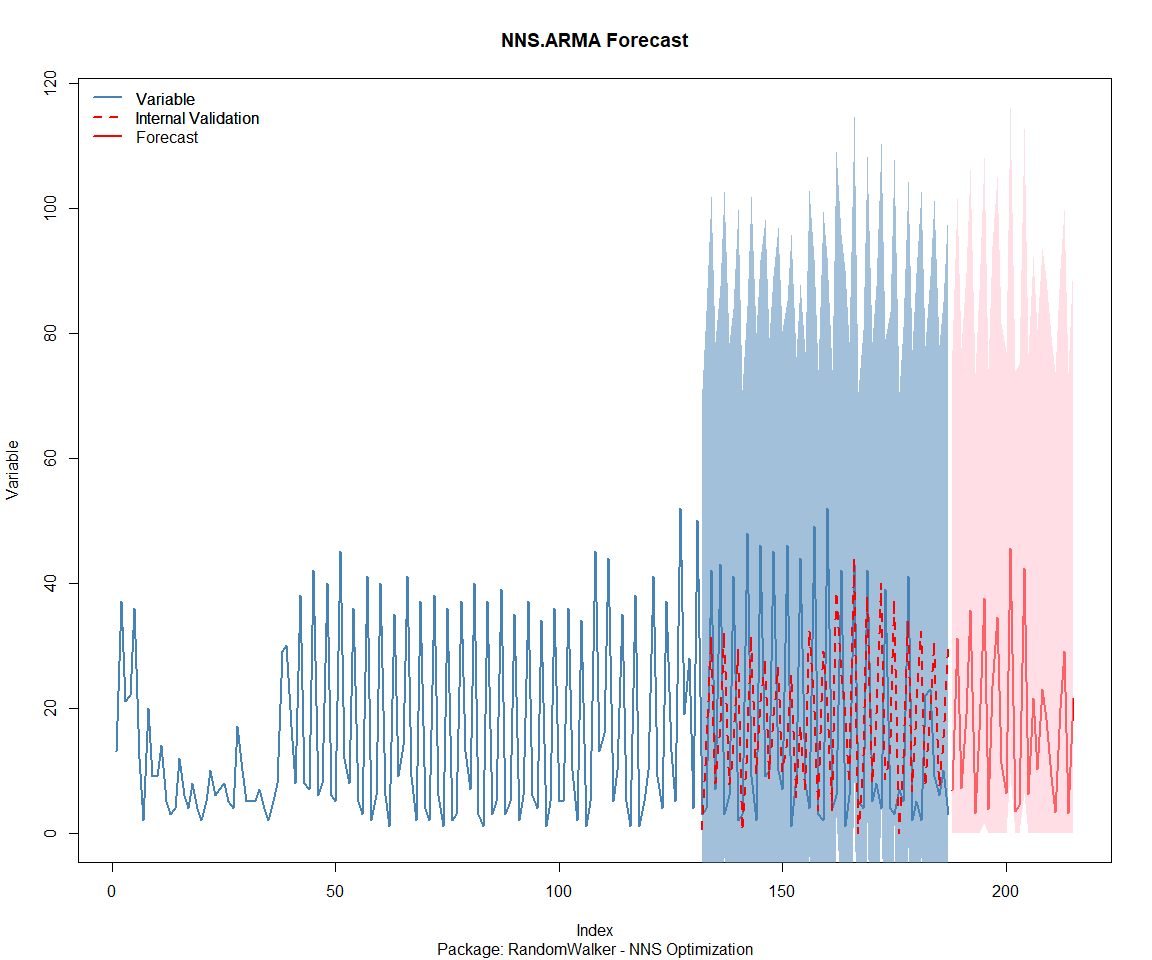 NNS.ARMA Forecast
Variable
Internal Validation
Forecast
120
100
80
60
40
20
0
Variable
0
50
100
150
200
Index
Package: RandomWalker - NNS Optimization